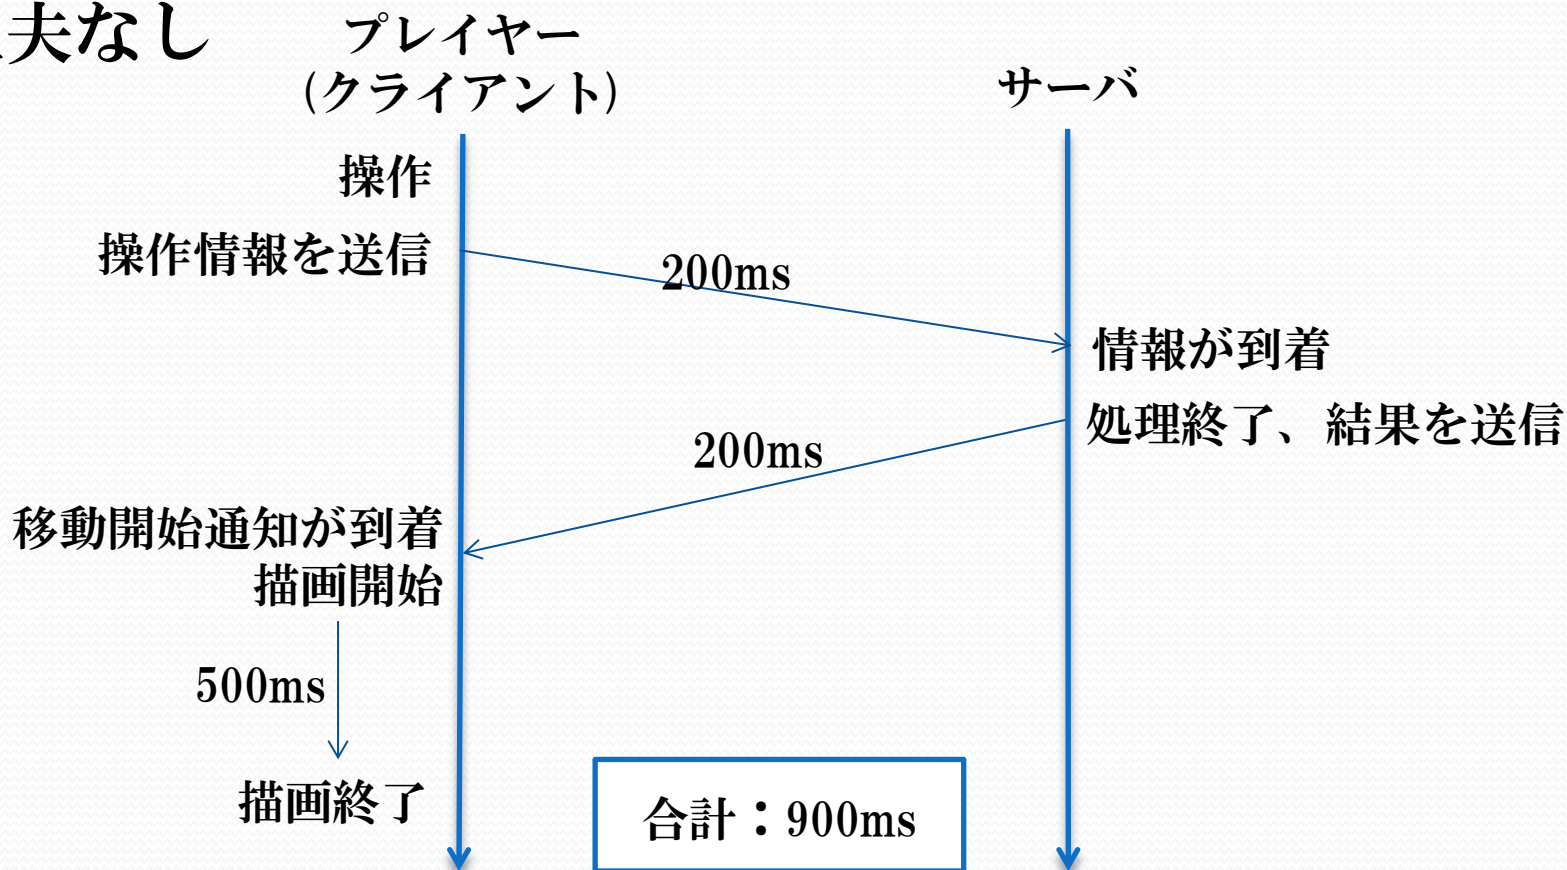 夫なし
プレイヤー
(クライアント)
サーバ
操作
操作情報を送信
200ms
情報が到着
処理終了、結果を送信
200ms
移動開始通知が到着
描画開始
500ms
描画終了
合計：900ms